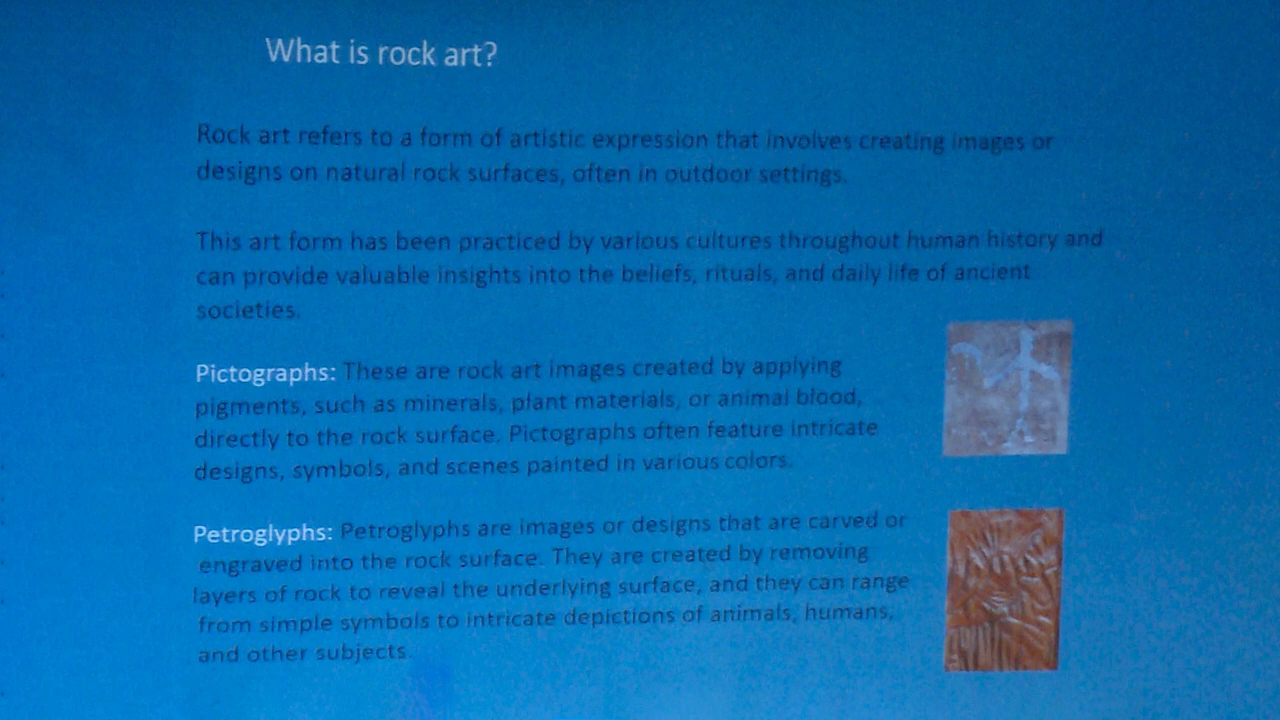 What is rock art?
Rock art refers to a form of artistic expression that involves creating images or
designs on natural rock surfaces, often in outdoor settings.
This art form has been practiced by various cultures throughout human history and
can provide valuable insights into the beliefs, rituals, and daily life of ancient
societies.
Pictographs: These are rock art images created by applying
pigments, such as minerals, plant materials, or animal blood,
directly to the rock surface. Pictographs often feature intricate
designs, symbols, and scenes painted in various colors.
Petroglyphs: Petroglyphs are images or designs that are carved or
engraved into the rock surface. They are created by removing
layers of rock to reveal the underlying surface, and they can range
from simple symbols to intricate depictions of animals, humans,
and other subjects.